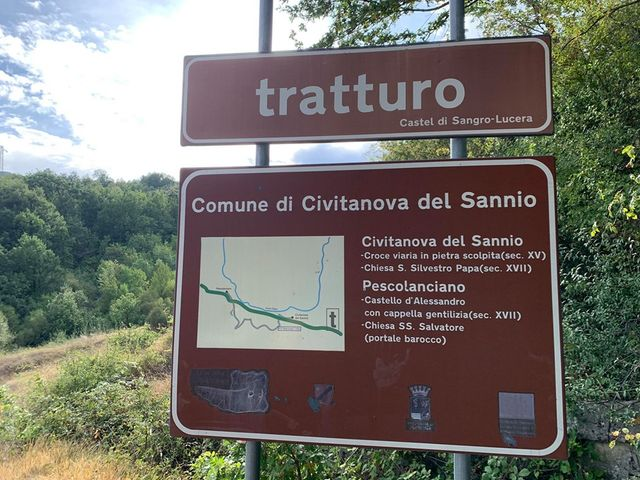 tratturo
Castel di Sangro-Lucera
Comune di Civitanova del Sannio
Civitanova del Sannio
-Croce viaria in pietra scolpita(sec. XV)
-Chiesa S. Silvestro Papa(sec. XVII)
Pescolanciano
-Castello d'Alessandro
con cappella gentilizia(sec. XVII)
-Chiesa SS. Salvatore
(portale barocco)
t